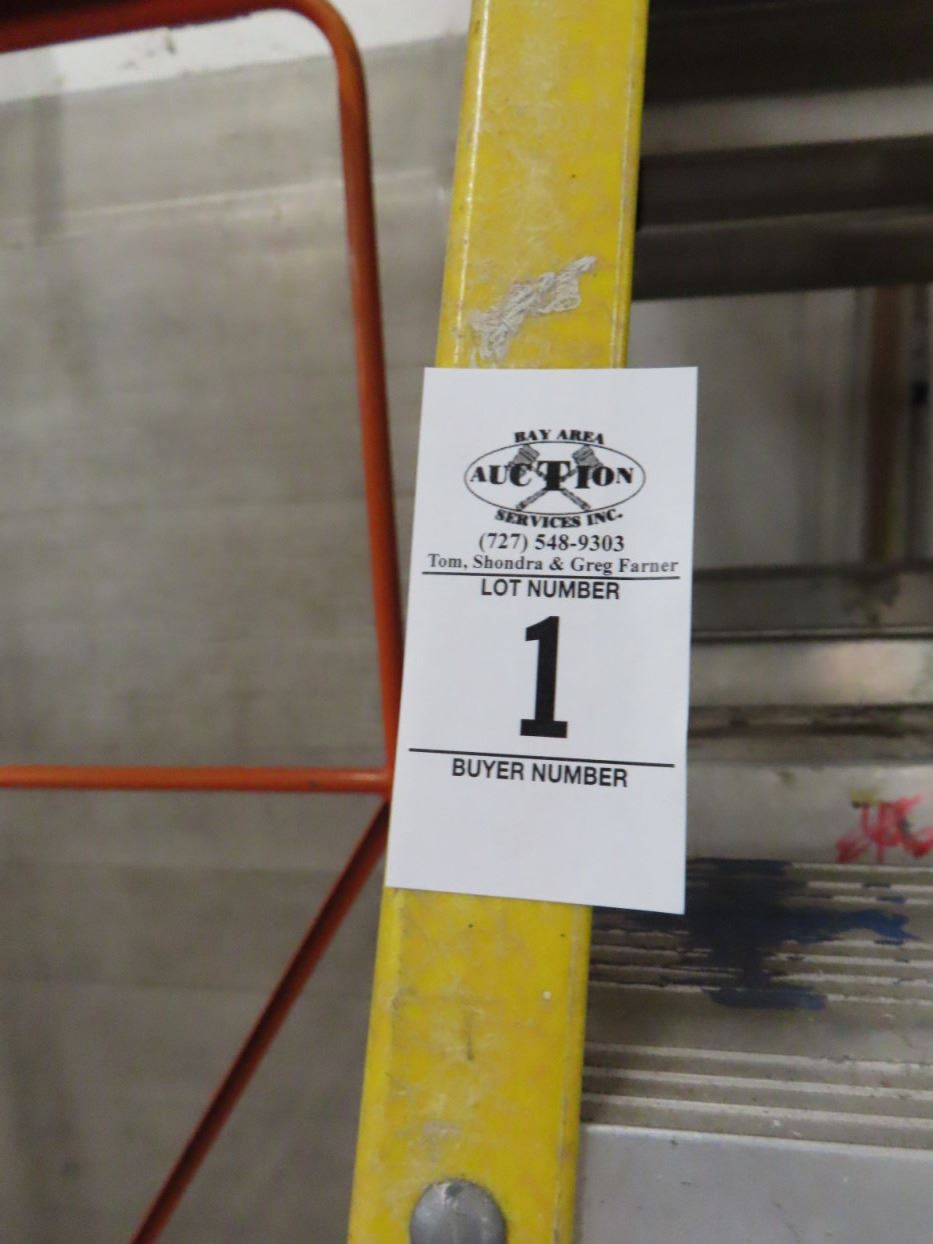 BAY AREA
AUCTION
SERVICES INC.
(727) 548-9303
Tom, Shondra & Greg Farner
LOT NUMBER
1
BUYER NUMBER